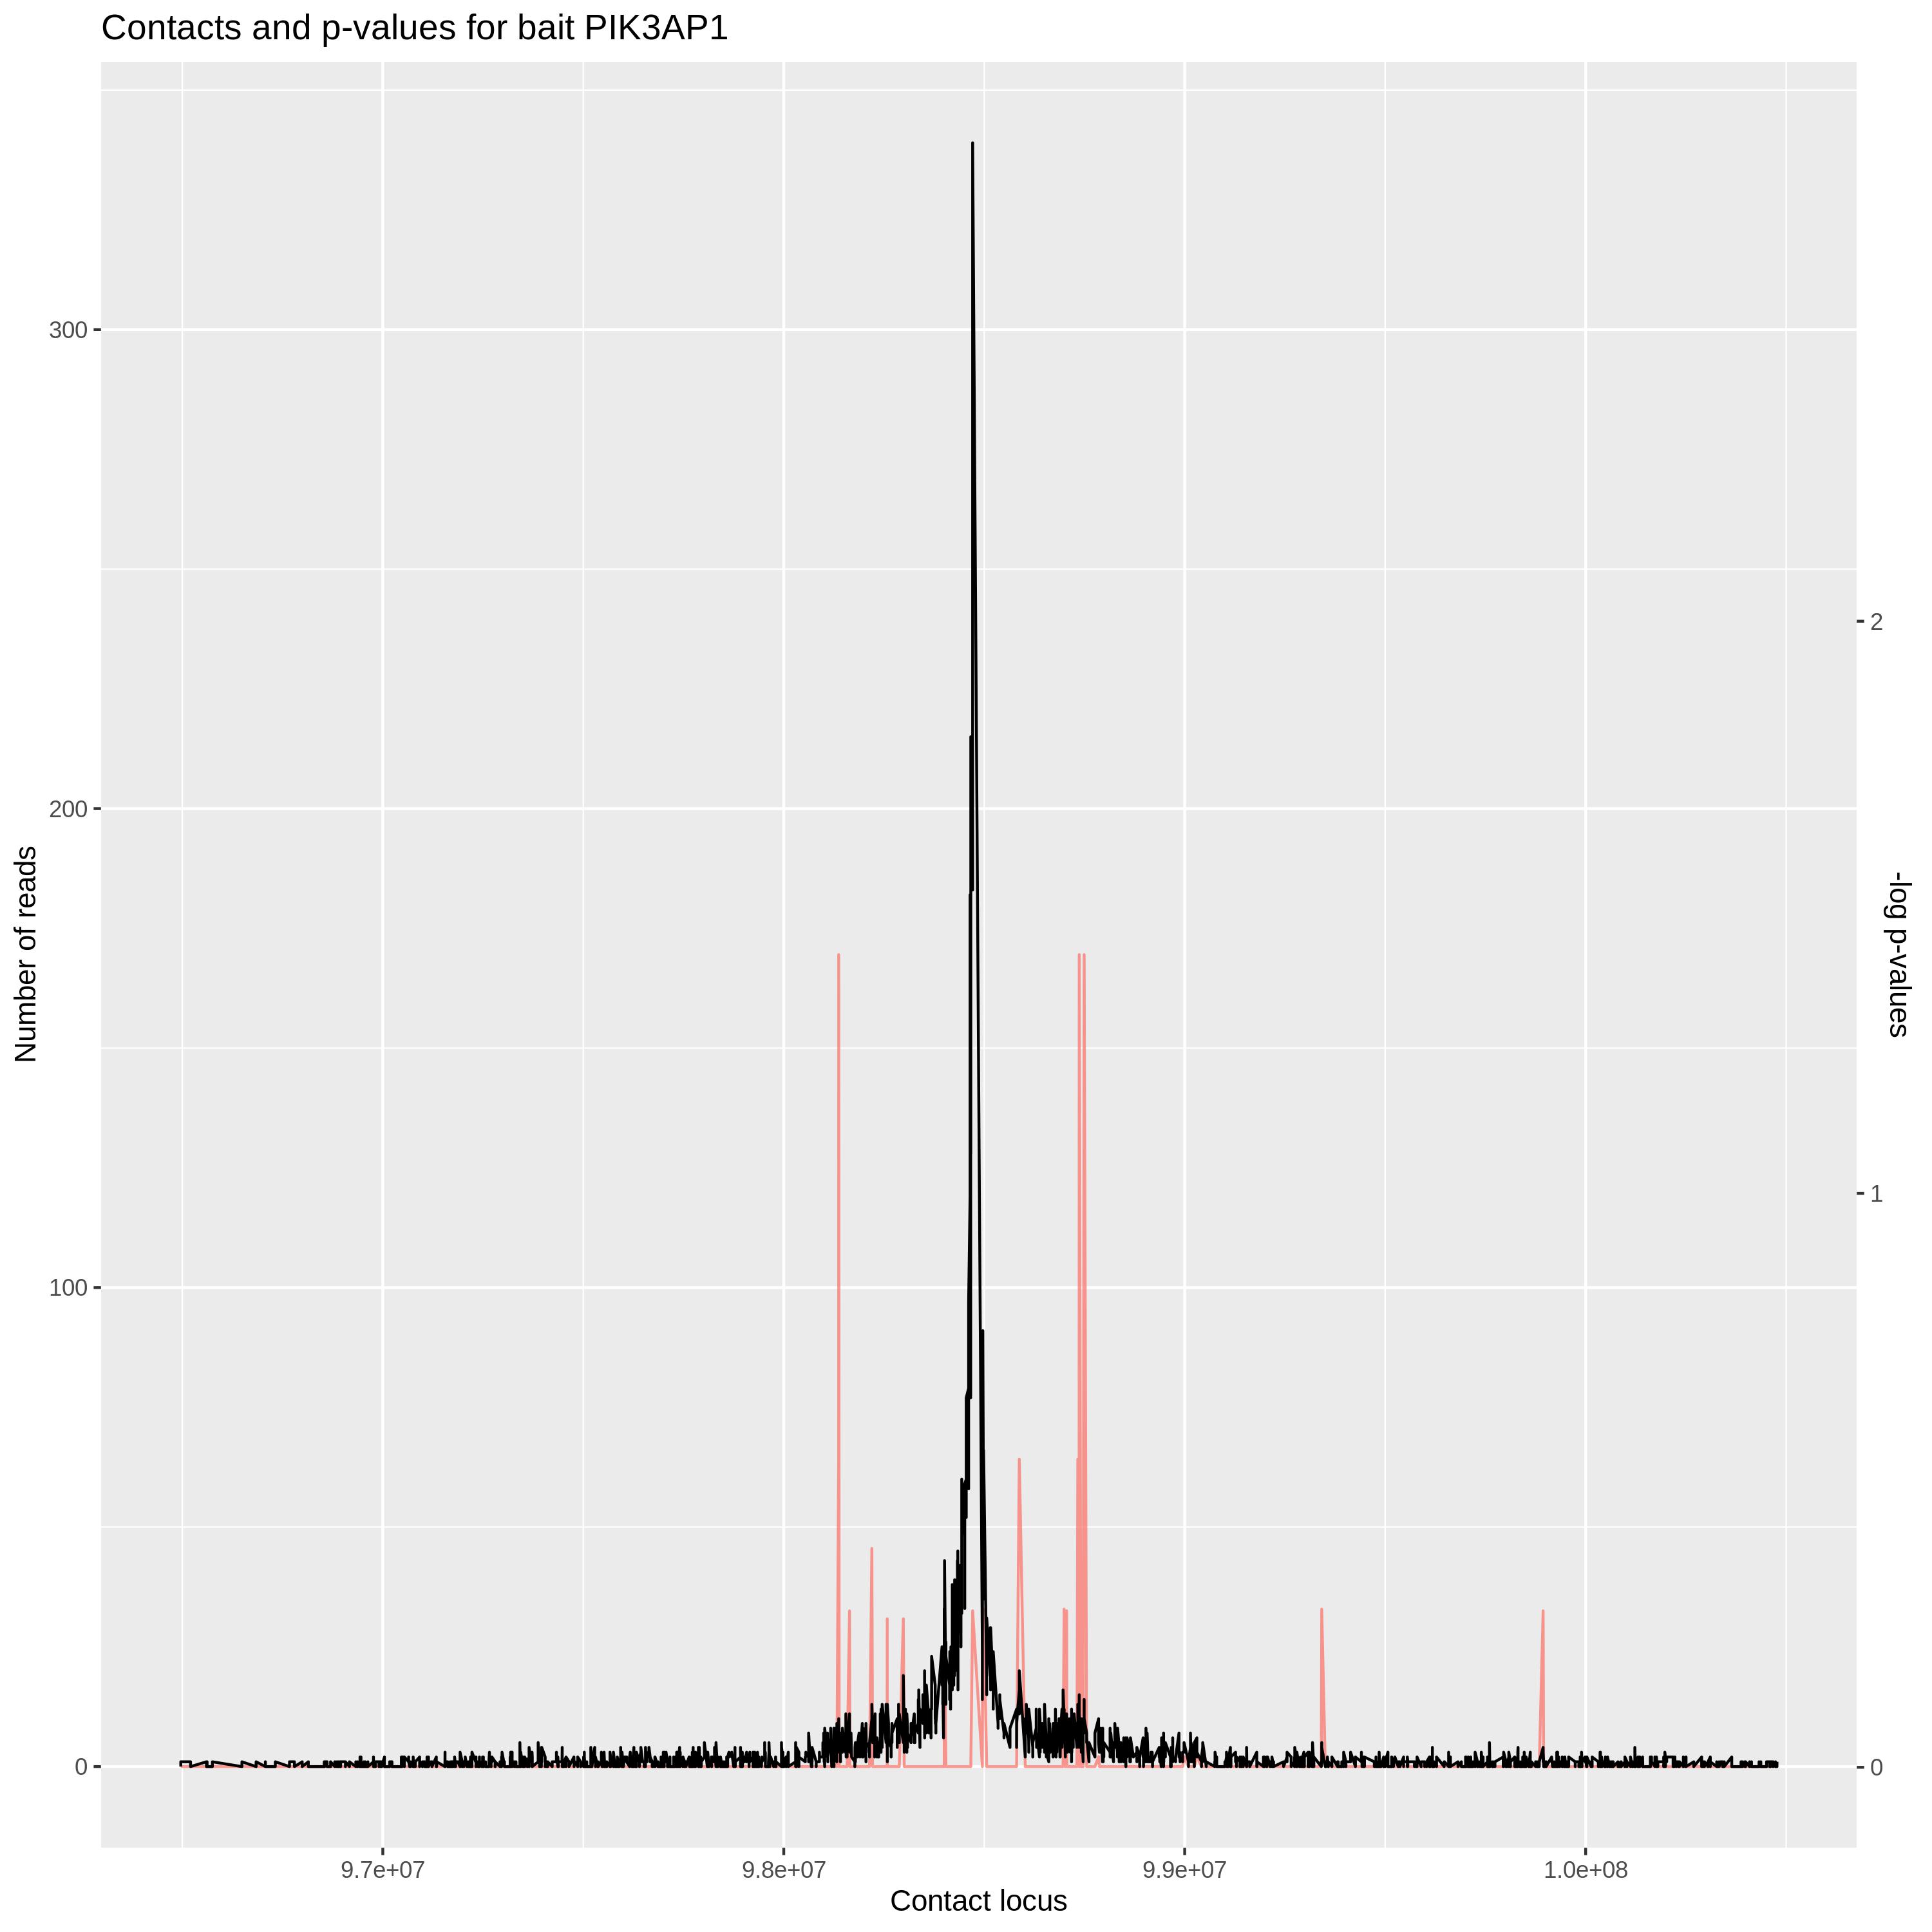 Contacts and p-values for bait PIK3AP1
300
200
100
0
Number of reads
2
1
0
-log p-values
9.7e+07
9.8e+07
9.9e+07
1.0e+08
Contact locus